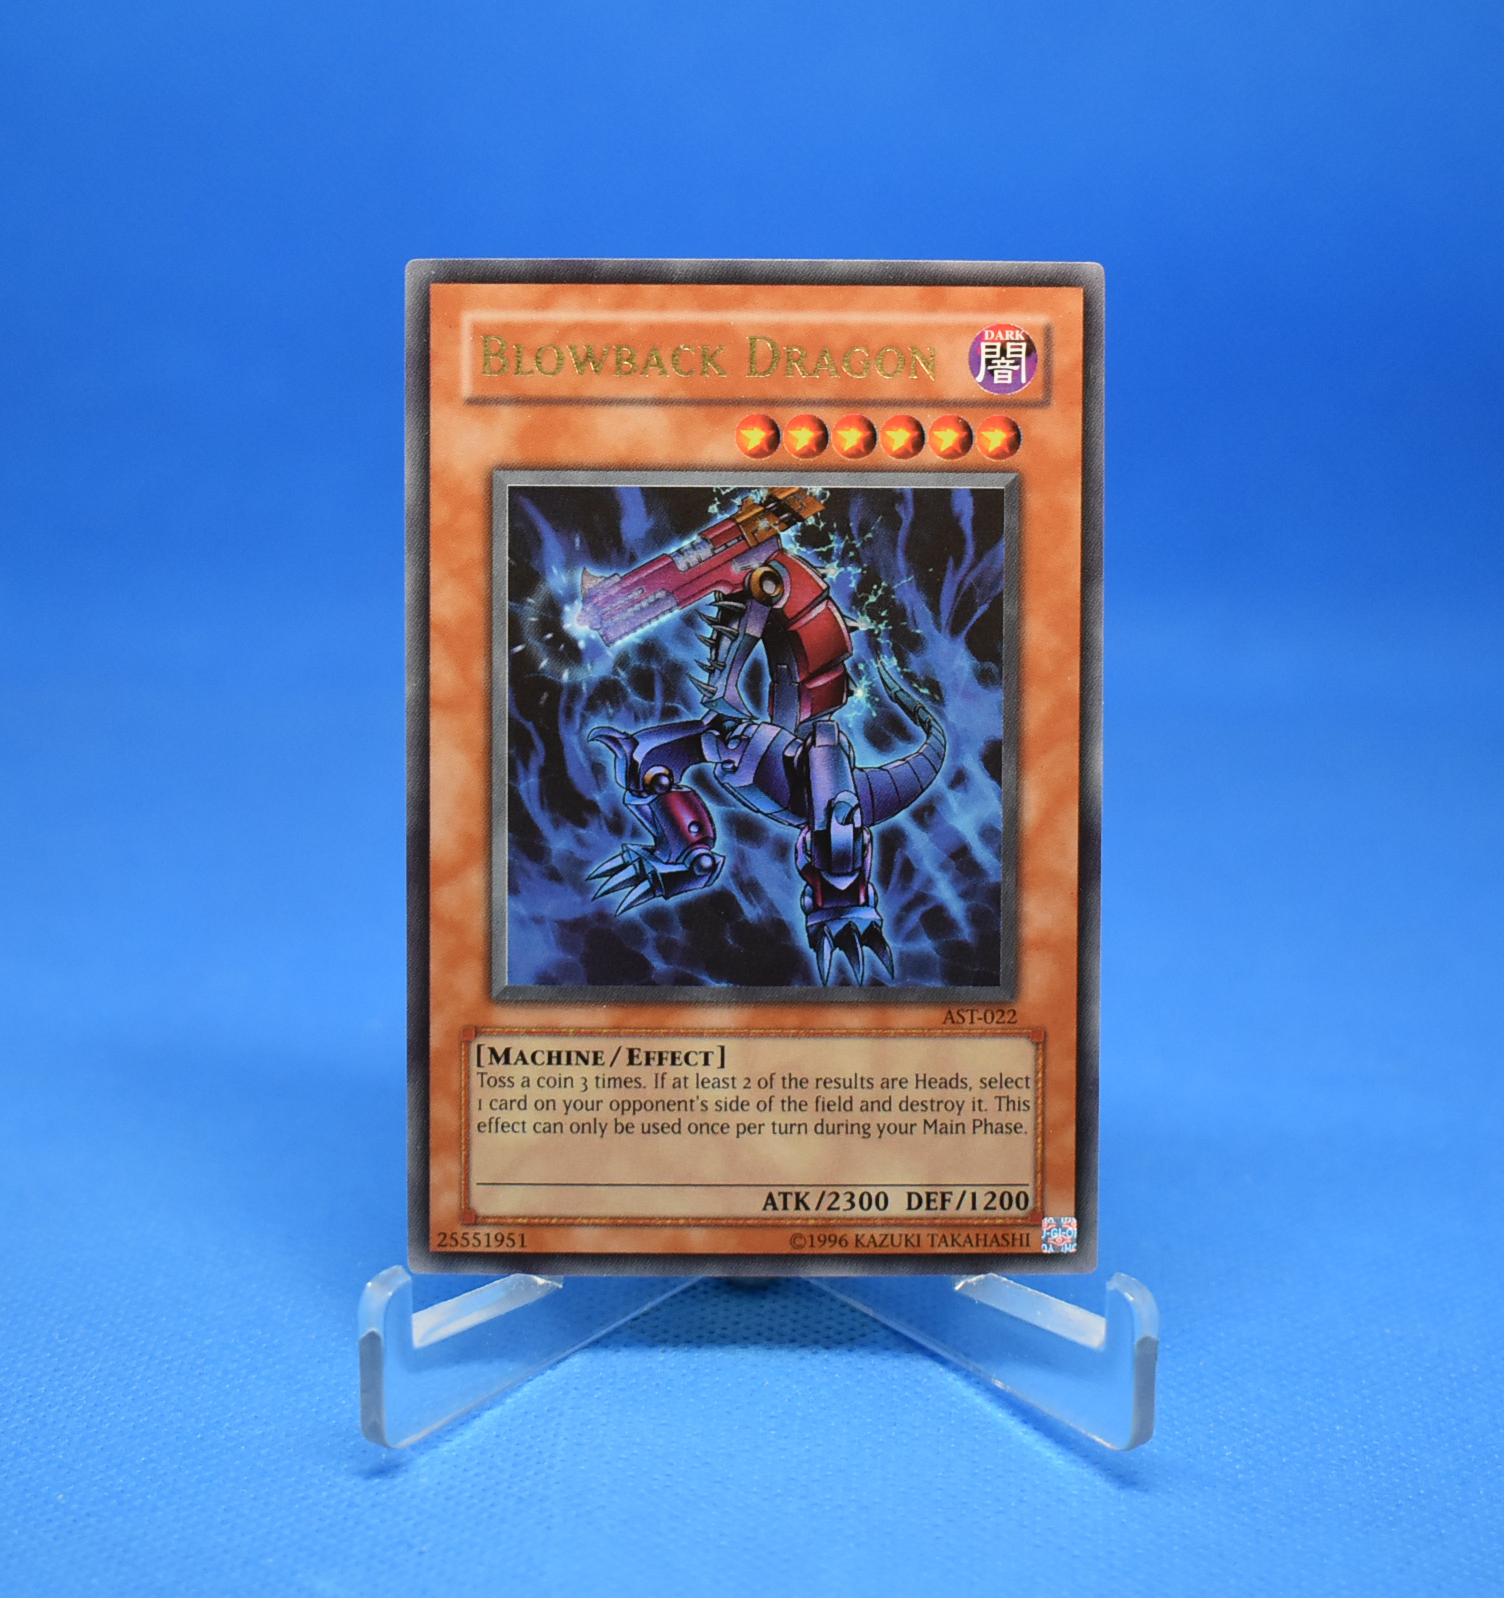 BLOWBACK DRAGON
DARK
闇
AST-022
[MACHINE/EFFECT]
Toss a coin 3 times. If at least 2 of the results are Heads, select
1 card on your opponent's side of the field and destroy it. This
effect can only be used once per turn during your Main Phase.
ATK/2300 DEF/1200
25551951
©1996 KAZUKI TAKAHASHI